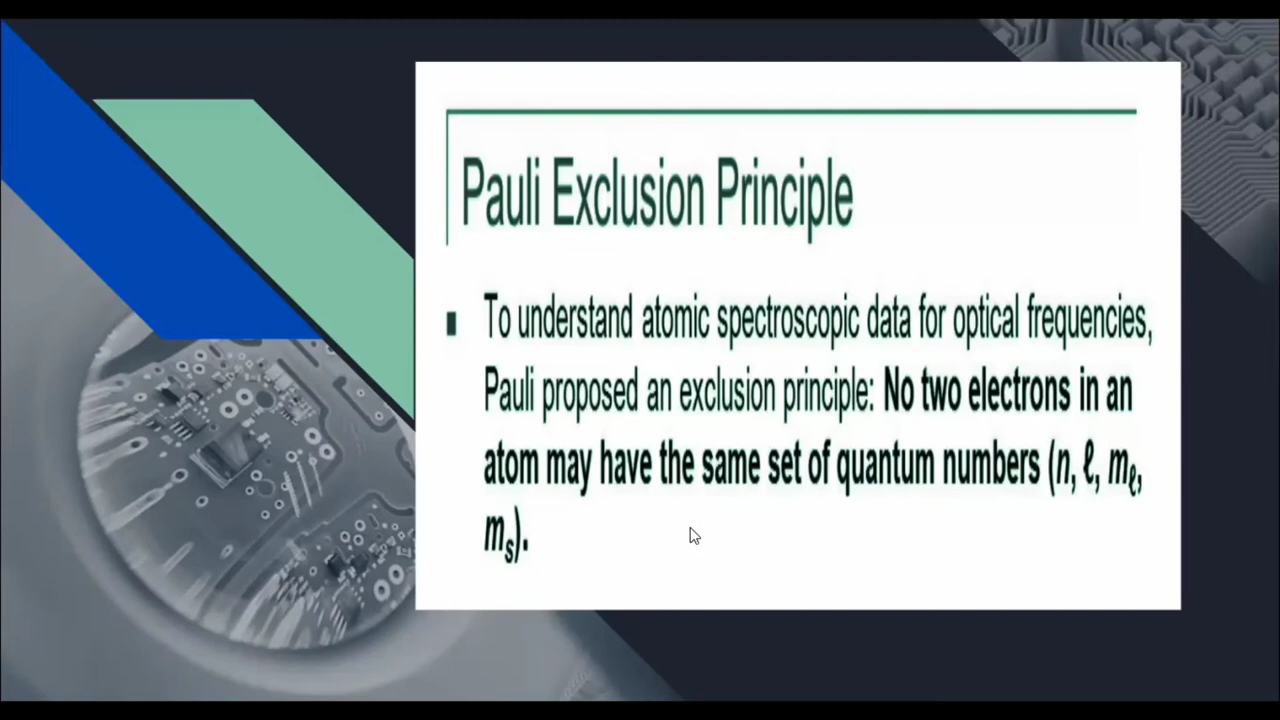 Pauli Exclusion Principle
▪ To understand atomic spectroscopic data for optical frequencies,
Pauli proposed an exclusion principle: No two electrons in an
atom may have the same set of quantum numbers (n, ℓ, mℓ,
ms).